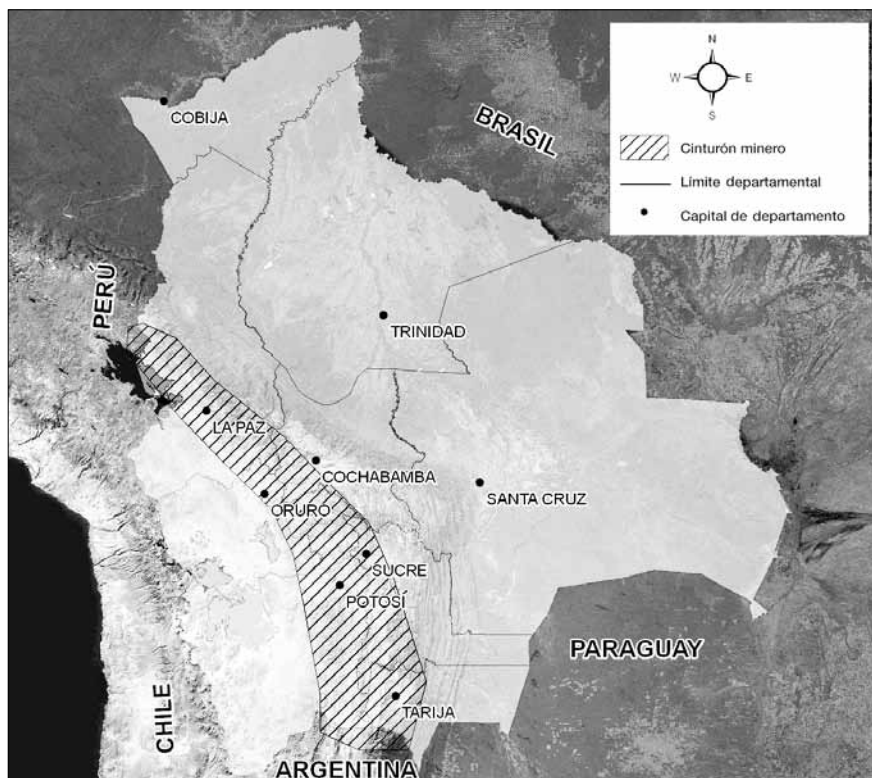 N
W
E
S
Cinturón minero
Límite departamental
Capital de departamento
COBIJA
BRASIL
PERÚ
TRINIDAD
LA PAZ
COCHABAMBA
SANTA CRUZ
ORURO
SUCRE
POTOSÍ
PARAGUAY
TARIJA
CHILE
ARGENTINA